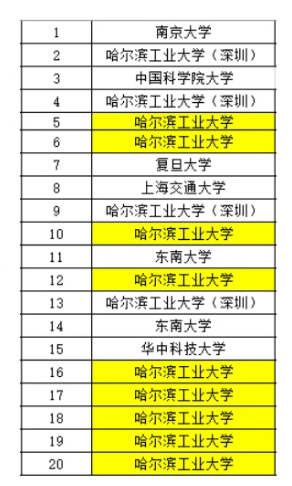 1 南京大学
2 哈尔滨工业大学（深圳）
3 中国科学院大学
4 哈尔滨工业大学（深圳）
5 哈尔滨工业大学
6 哈尔滨工业大学
7 复旦大学
8 上海交通大学
9 哈尔滨工业大学（深圳）
10 哈尔滨工业大学
11 东南大学
12 哈尔滨工业大学
13 哈尔滨工业大学（深圳）
14 东南大学
15 华中科技大学
16 哈尔滨工业大学
17 哈尔滨工业大学
18 哈尔滨工业大学
19 哈尔滨工业大学
20 哈尔滨工业大学